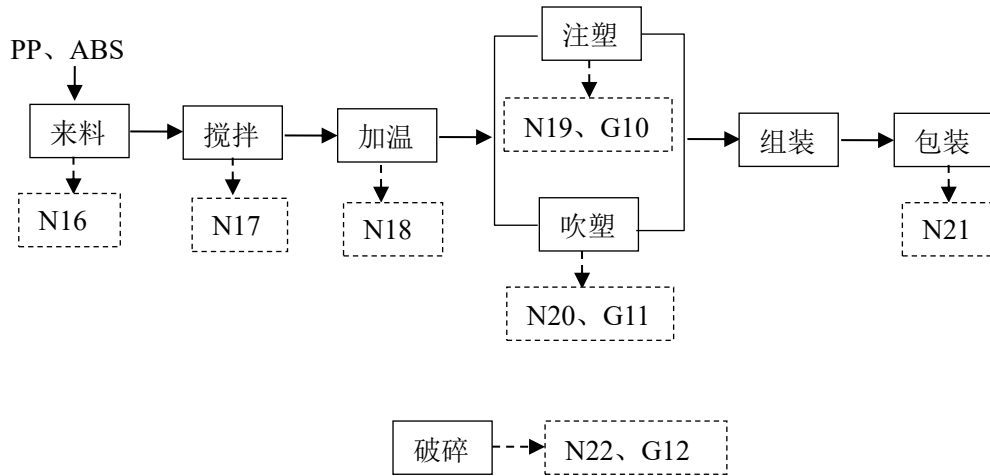 PP、ABS
来料
搅拌
加温
注塑
N19、G10
吹塑
N20、G11
组装
包装
N16
N17
N18
N21
破碎
N22、G12